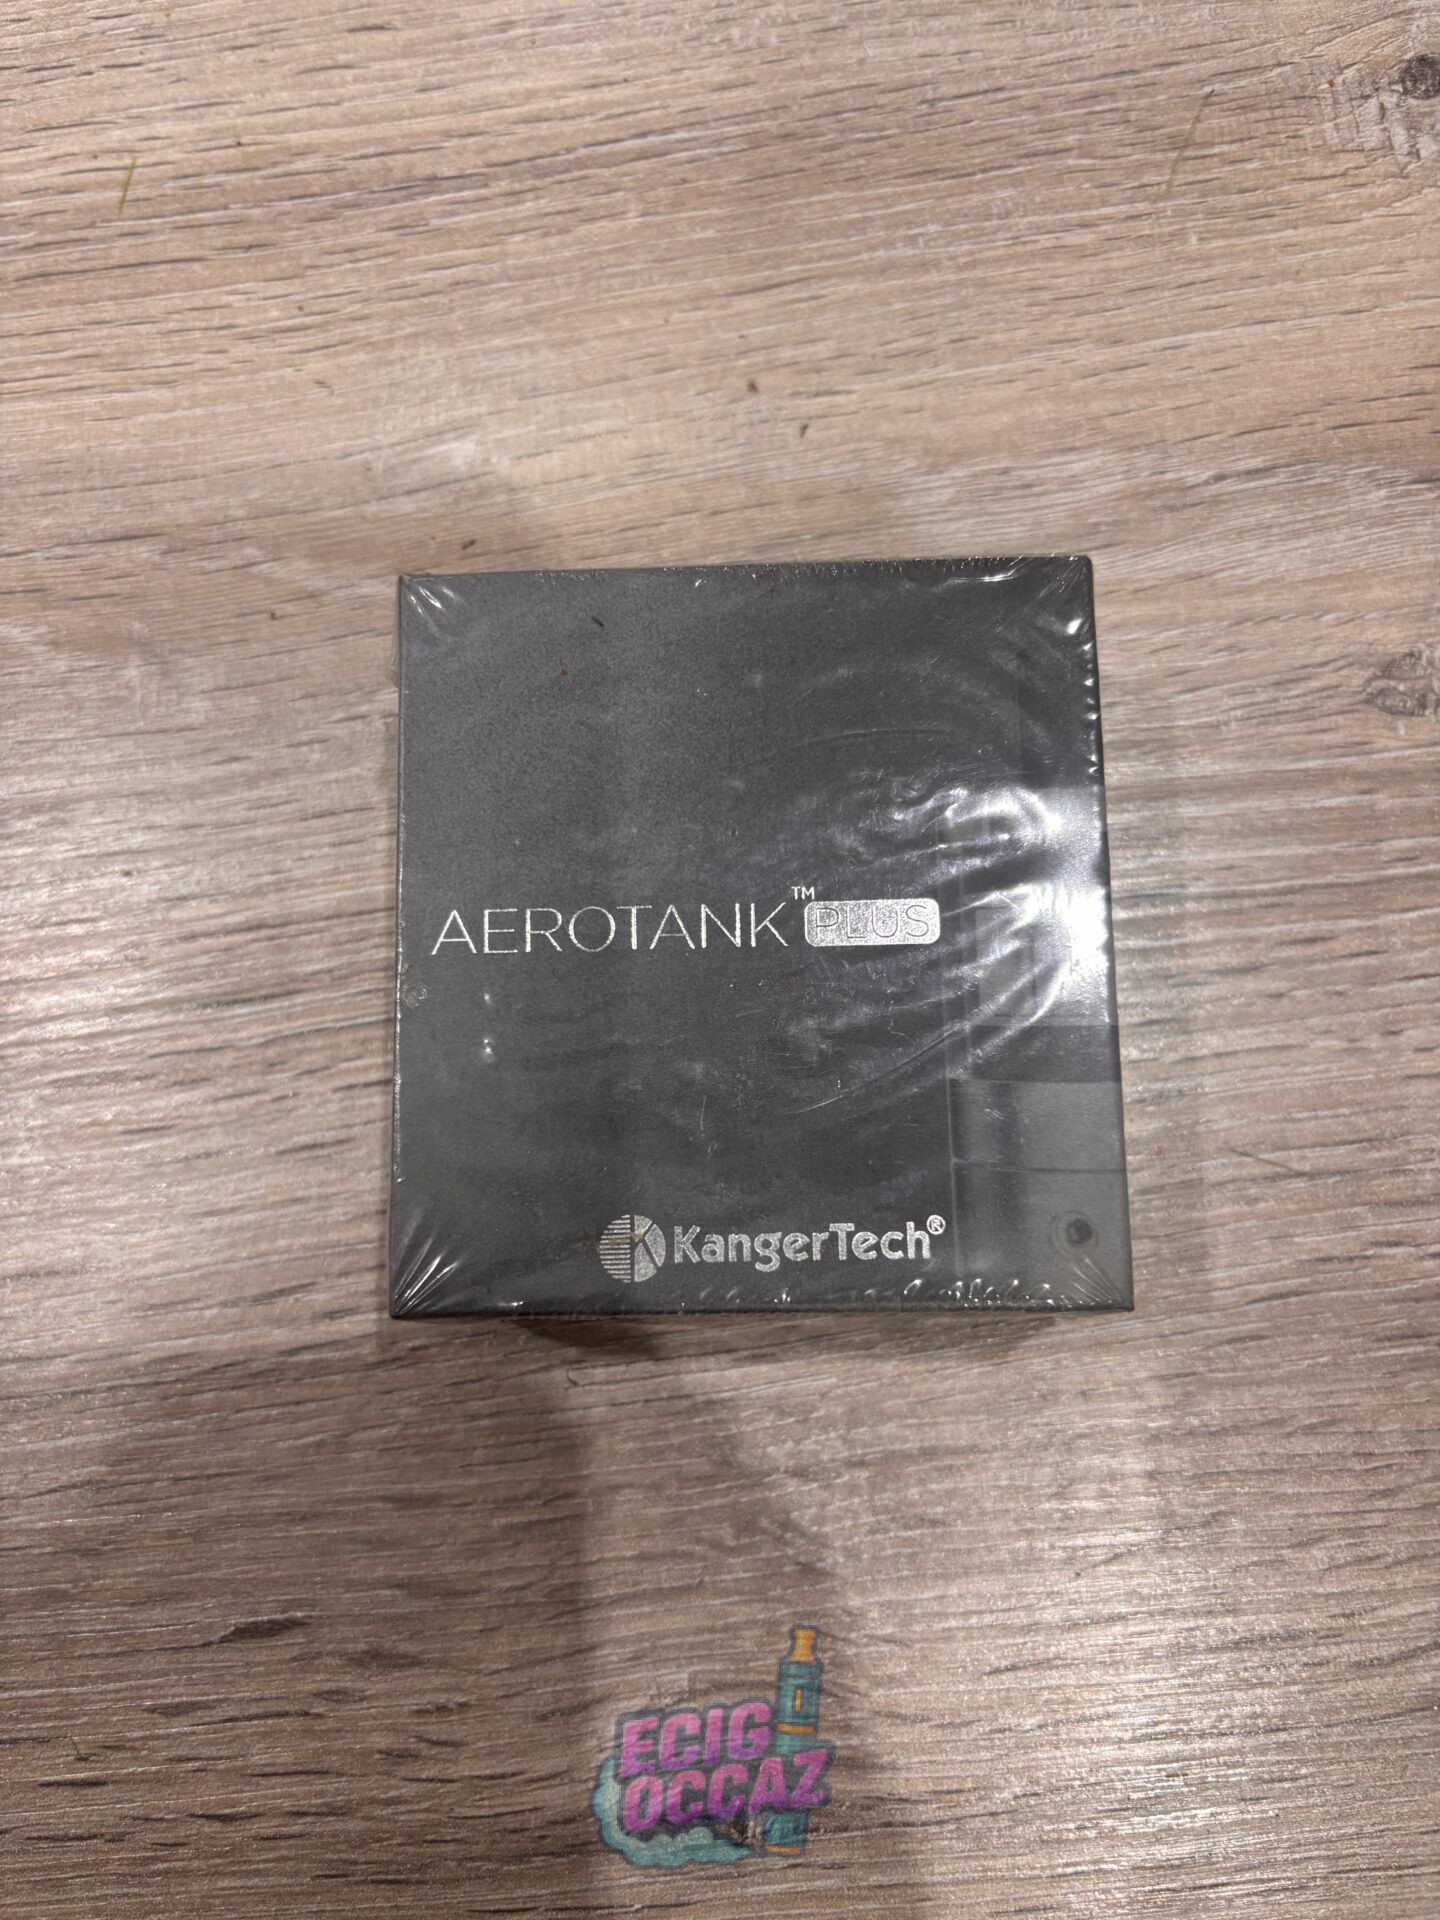 AEROTANK™ PLUS
KangerTech®
ECIG
OCCAZ